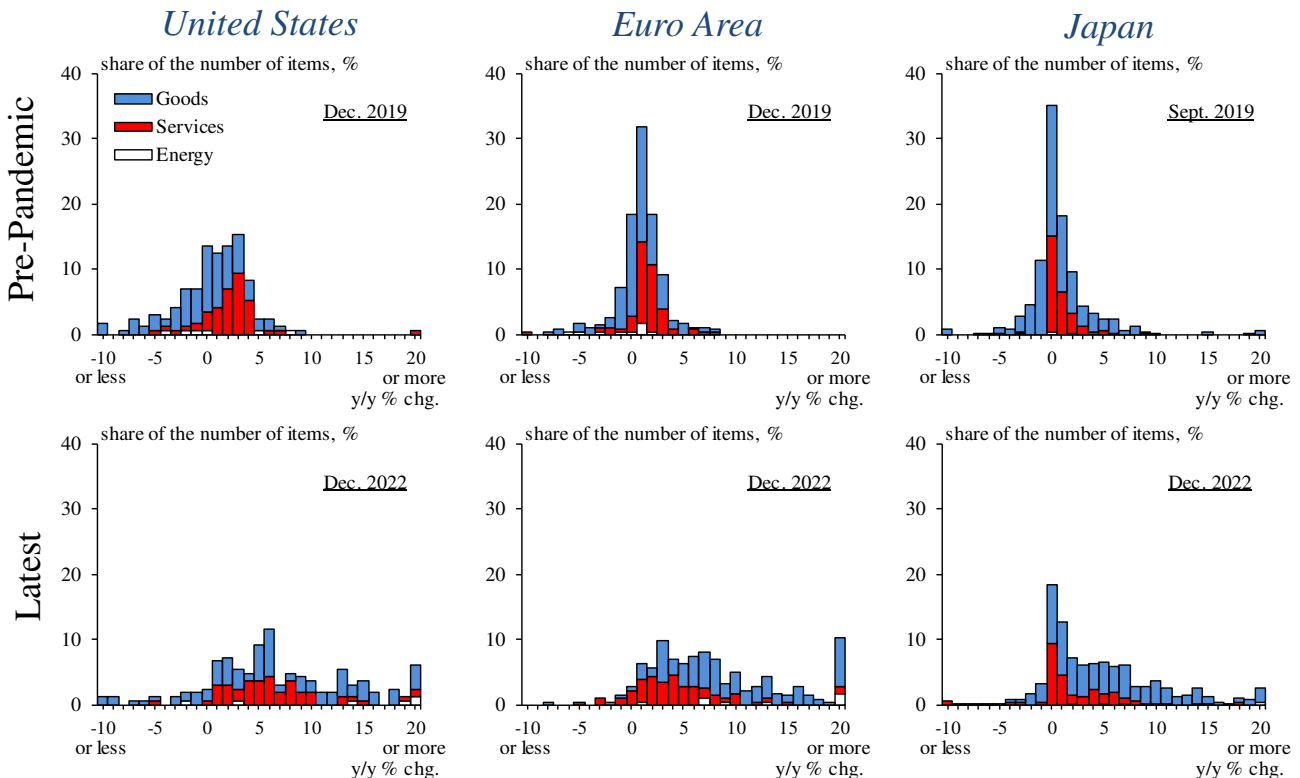 United States
Euro Area
Japan
Pre-Pandemic
share of the number of items, %
40
30
20
10
0
Goods
Services
Energy
Dec. 2019
-10 -5 0 5 10 15 20
or less or more
y/y % chg.
share of the number of items, %
40
30
20
10
0
Dec. 2019
-10 -5 0 5 10 15 20
or less or more
y/y % chg.
share of the number of items, %
40
30
20
10
0
Sept. 2019
-10 -5 0 5 10 15 20
or less or more
y/y % chg.
Latest
share of the number of items, %
40
30
20
10
0
Dec. 2022
-10 -5 0 5 10 15 20
or less or more
y/y % chg.
share of the number of items, %
40
30
20
10
0
Dec. 2022
-10 -5 0 5 10 15 20
or less or more
y/y % chg.
share of the number of items, %
40
30
20
10
0
Dec. 2022
-10 -5 0 5 10 15 20
or less or more
y/y % chg.